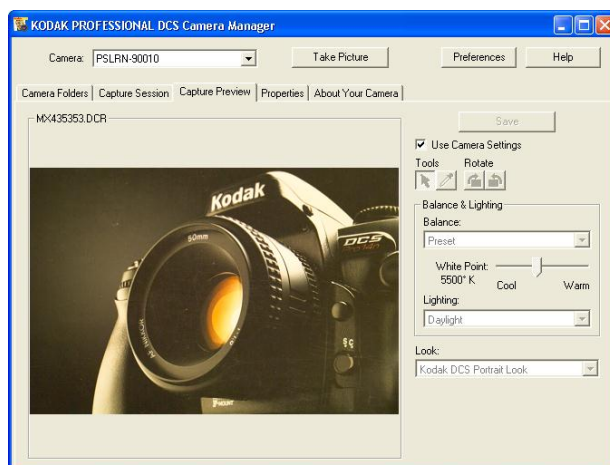 KODAK PROFESSIONAL DCS Camera Manager
Camera: PSLRN-90010 Take Picture Preferences Help
Camera Folders Capture Session Capture Preview Properties About Your Camera
MX435353.DCR
Save
Use Camera Settings
Tools Rotate
Balance & Lighting
Balance:
Preset
White Point:
5500° K Cool Warm
Lighting:
Daylight
Look:
Kodak DCS Portrait Look
Kodak
50mm
DCS